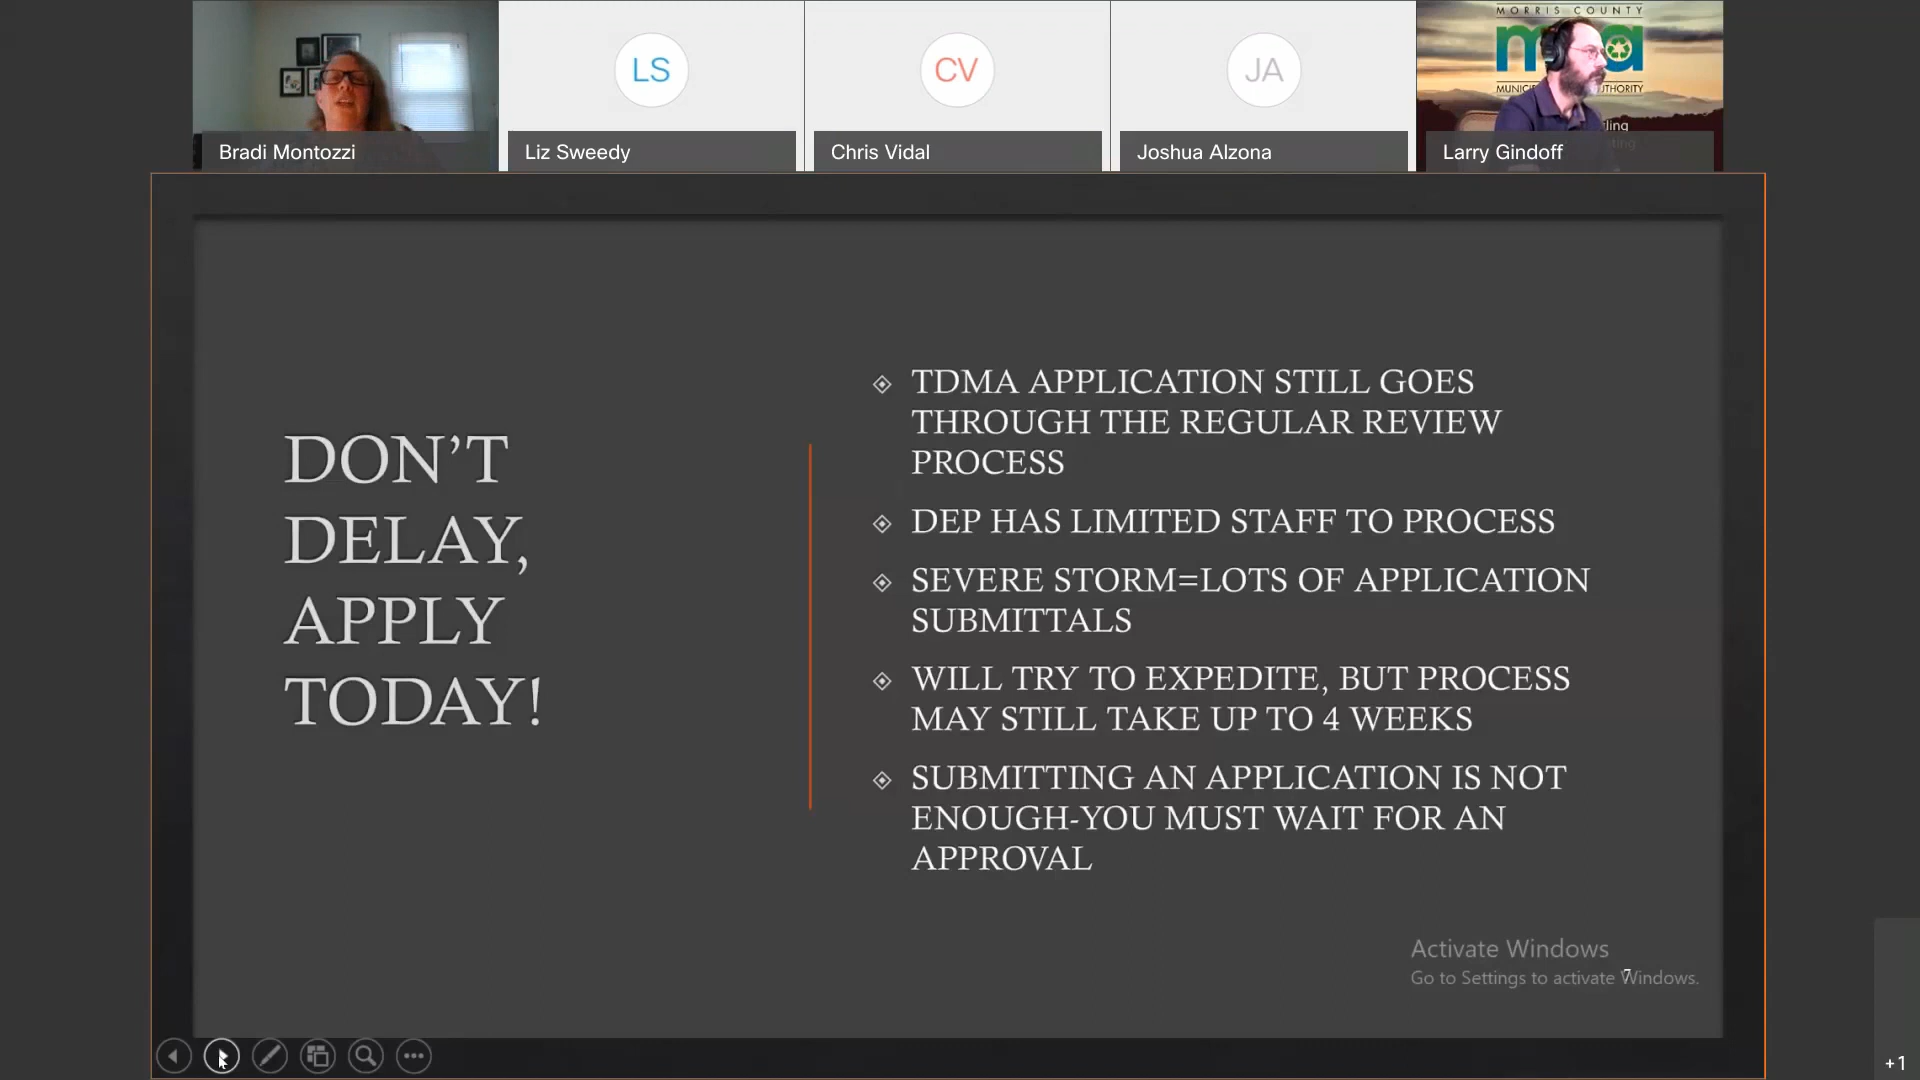 LS
CV
JA
MORRIS COUNTY
Bradi Montozzi
Liz Sweedy
Chris Vidal
Joshua Alzona
Larry Gindoff
DON’T
DELAY,
APPLY
TODAY!
TDMA APPLICATION STILL GOES
THROUGH THE REGULAR REVIEW
PROCESS
DEP HAS LIMITED STAFF TO PROCESS
SEVERE STORM=LOTS OF APPLICATION
SUBMITTALS
WILL TRY TO EXPEDITE, BUT PROCESS
MAY STILL TAKE UP TO 4 WEEKS
SUBMITTING AN APPLICATION IS NOT
ENOUGH-YOU MUST WAIT FOR AN
APPROVAL
Activate Windows
Go to Settings to activate Windows.
7
+1